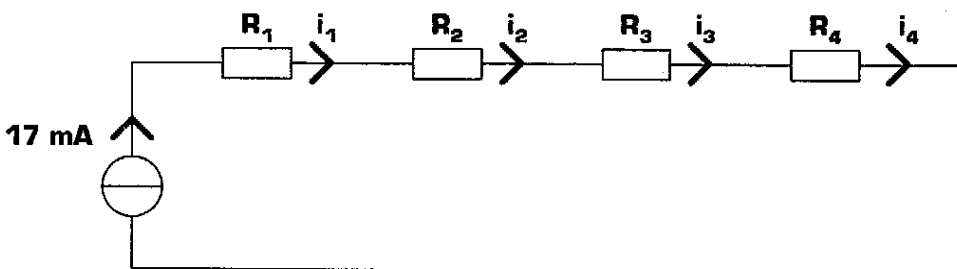 R₁ i₁ R₂ i₂ R₃ i₃ R₄ i₄
17 mA